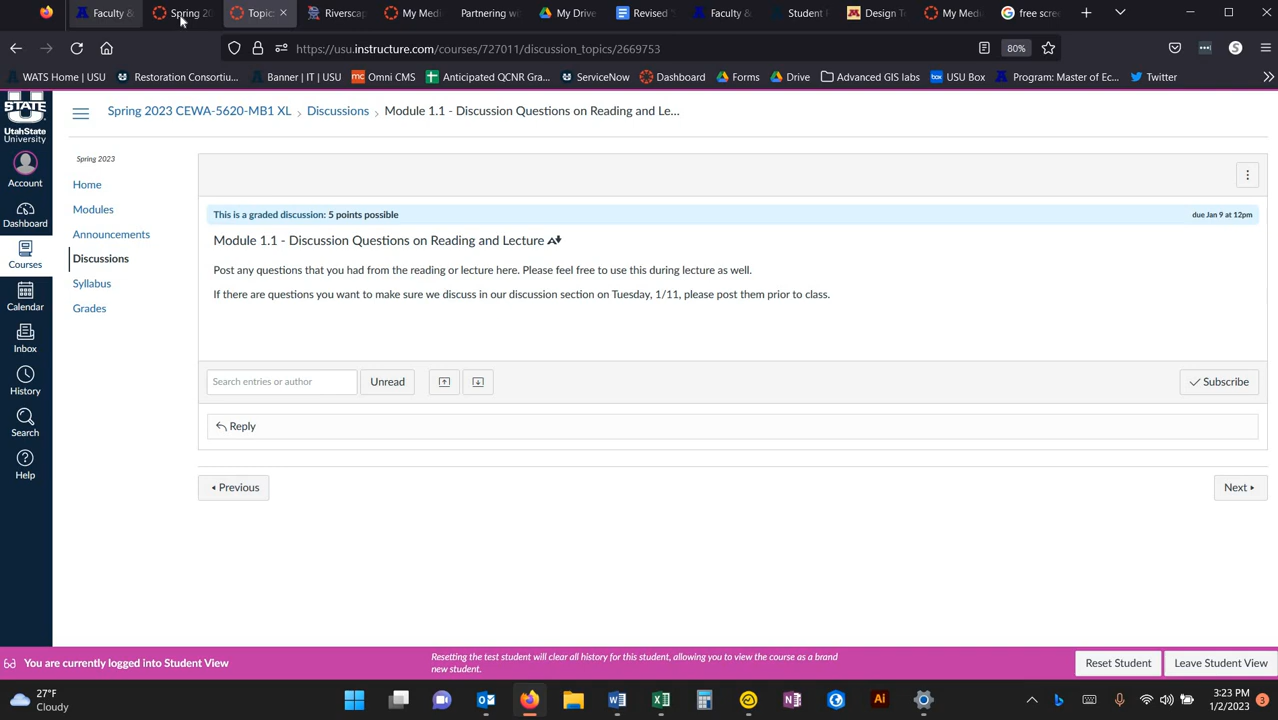 Faculty &
Spring 20
Topic
Riverscap
My Medi
Partnering wit
My Drive
Revised
Faculty &
Student
Design T
My Medi
free scre
https://usu.instructure.com/courses/727011/discussion_topics/2669753
80%
WATS Home | USU
Restoration Consortiu...
Banner | IT | USU
Omni CMS
Anticipated QCNR Gra...
ServiceNow
Dashboard
Forms
Drive
Advanced GIS labs
USU Box
Program: Master of Ec...
Twitter
STATE
UtahState
University
Account
Dashboard
Courses
Calendar
Inbox
History
Search
Help
Spring 2023 CEWA-5620-MB1 XL › Discussions › Module 1.1 - Discussion Questions on Reading and Le...
Spring 2023
Home
Modules
Announcements
Discussions
Syllabus
Grades
This is a graded discussion: 5 points possible
due Jan 9 at 12pm
Module 1.1 - Discussion Questions on Reading and Lecture
Post any questions that you had from the reading or lecture here. Please feel free to use this during lecture as well.
If there are questions you want to make sure we discuss in our discussion section on Tuesday, 1/11, please post them prior to class.
Search entries or author
Unread
Subscribe
Reply
Previous
Next
You are currently logged into Student View
Resetting the test student will clear all history for this student, allowing you to view the course as a brand
new student.
Reset Student
Leave Student View
27°F
Cloudy
3:23 PM
1/2/2023
3